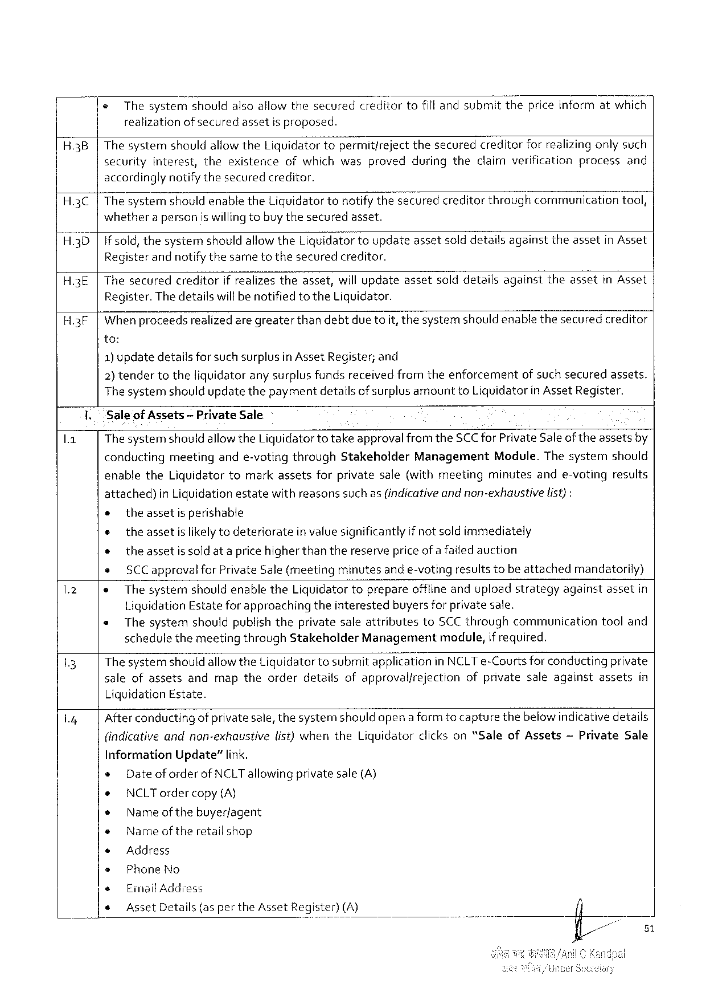 • The system should also allow the secured creditor to fill and submit the price inform at which
realization of secured asset is proposed.
H.3B The system should allow the Liquidator to permit/reject the secured creditor for realizing only such
security interest, the existence of which was proved during the claim verification process and
accordingly notify the secured creditor.
H.3C The system should enable the Liquidator to notify the secured creditor through communication tool,
whether a person is willing to buy the secured asset.
H.3D If sold, the system should allow the Liquidator to update asset sold details against the asset in Asset
Register and notify the same to the secured creditor.
H.3E The secured creditor if realizes the asset, will update asset sold details against the asset in Asset
Register. The details will be notified to the Liquidator.
H.3F When proceeds realized are greater than debt due to it, the system should enable the secured creditor
to:
1) update details for such surplus in Asset Register; and
2) tender to the liquidator any surplus funds received from the enforcement of such secured assets.
The system should update the payment details of surplus amount to Liquidator in Asset Register.
I. Sale of Assets – Private Sale
I.1 The system should allow the Liquidator to take approval from the SCC for Private Sale of the assets by
conducting meeting and e-voting through Stakeholder Management Module. The system should
enable the Liquidator to mark assets for private sale (with meeting minutes and e-voting results
attached) in Liquidation estate with reasons such as (indicative and non-exhaustive list) :
• the asset is perishable
• the asset is likely to deteriorate in value significantly if not sold immediately
• the asset is sold at a price higher than the reserve price of a failed auction
• SCC approval for Private Sale (meeting minutes and e-voting results to be attached mandatorily)
I.2 • The system should enable the Liquidator to prepare offline and upload strategy against asset in
Liquidation Estate for approaching the interested buyers for private sale.
• The system should publish the private sale attributes to SCC through communication tool and
schedule the meeting through Stakeholder Management module, if required.
I.3 The system should allow the Liquidator to submit application in NCLT e-Courts for conducting private
sale of assets and map the order details of approval/rejection of private sale against assets in
Liquidation Estate.
I.4 After conducting of private sale, the system should open a form to capture the below indicative details
(indicative and non-exhaustive list) when the Liquidator clicks on “Sale of Assets – Private Sale
Information Update” link.
• Date of order of NCLT allowing private sale (A)
• NCLT order copy (A)
• Name of the buyer/agent
• Name of the retail shop
• Address
• Phone No
• Email Address
• Asset Details (as per the Asset Register) (A)
51
/Anil C Kandpal
/Under Secretary